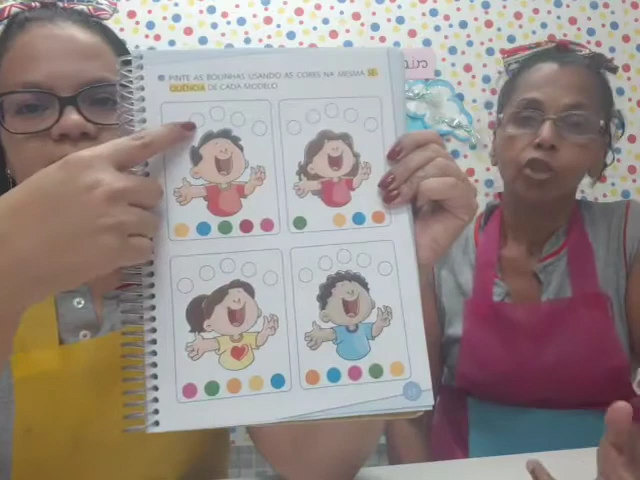 PINTE AS BOLINHAS USANDO AS CORES NA MESMA SE-
QUÊNCIA DE CADA MODELO